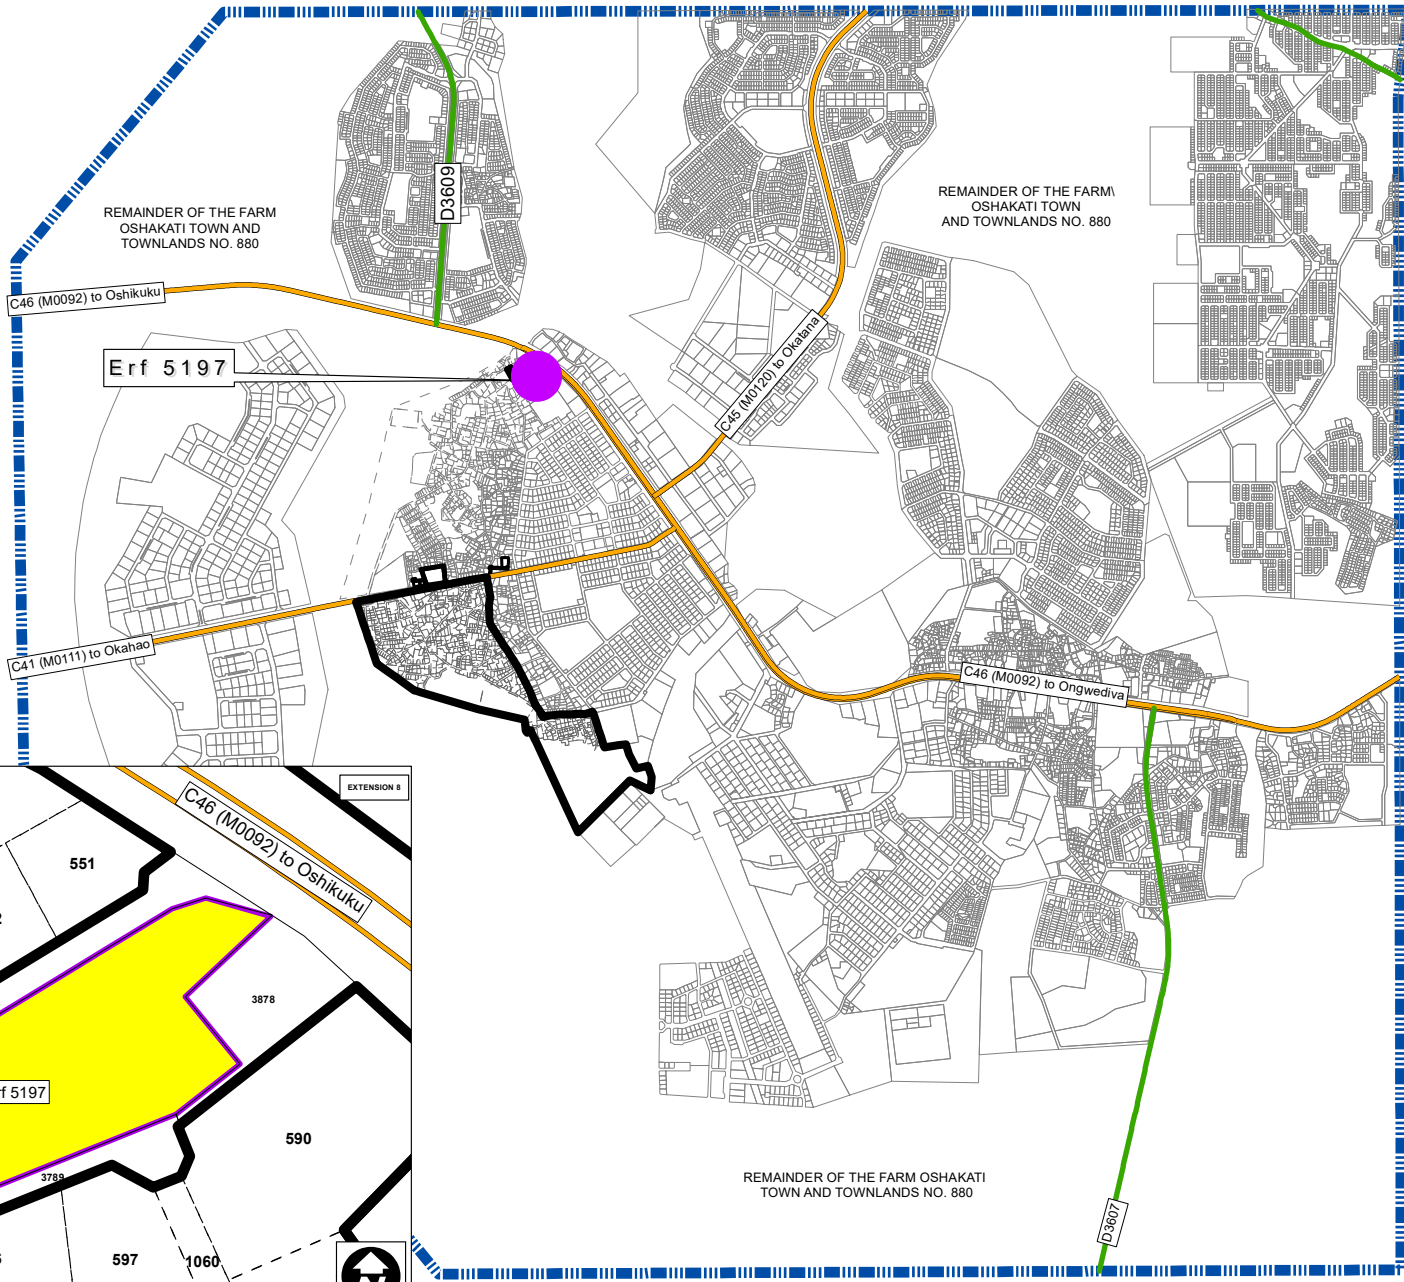 D3609
REMAINDER OF THE FARM
OSHAKATI TOWN AND
TOWNLANDS NO. 880
REMAINDER OF THE FARM\
OSHAKATI TOWN
AND TOWNLANDS NO. 880
C46 (M0092) to Oshikuku
Erf 5197
C45 (M0120) to Okatana
C41 (M0111) to Okahao
C46 (M0092) to Ongwediva
EXTENSION 8
C46 (M0092) to Oshikuku
551
3878
rf 5197
590
3789
597
1060
REMAINDER OF THE FARM OSHAKATI
TOWN AND TOWNLANDS NO. 880
D3607